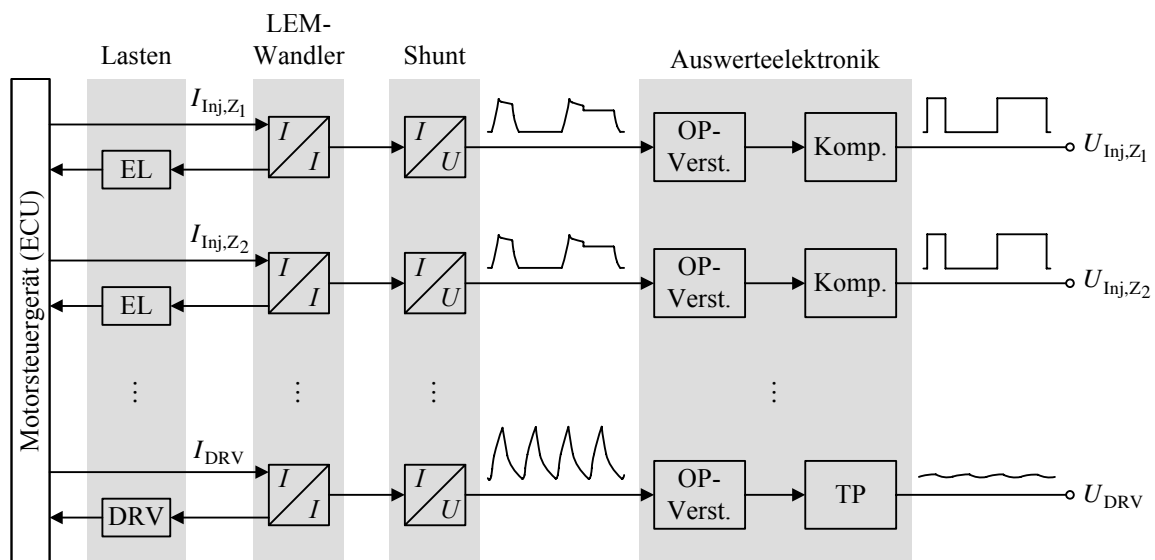 LEM-
Lasten Wandler Shunt Auswerteelektronik
Motorsteuergerät (ECU)
I_Inj,Z1
I I
I U
OP-
Verst.
Komp.
U_Inj,Z1
EL
I_Inj,Z2
I I
I U
OP-
Verst.
Komp.
U_Inj,Z2
EL
⋮ ⋮ ⋮ ⋮
I_DRV
I I
I U
OP-
Verst.
TP
U_DRV
DRV